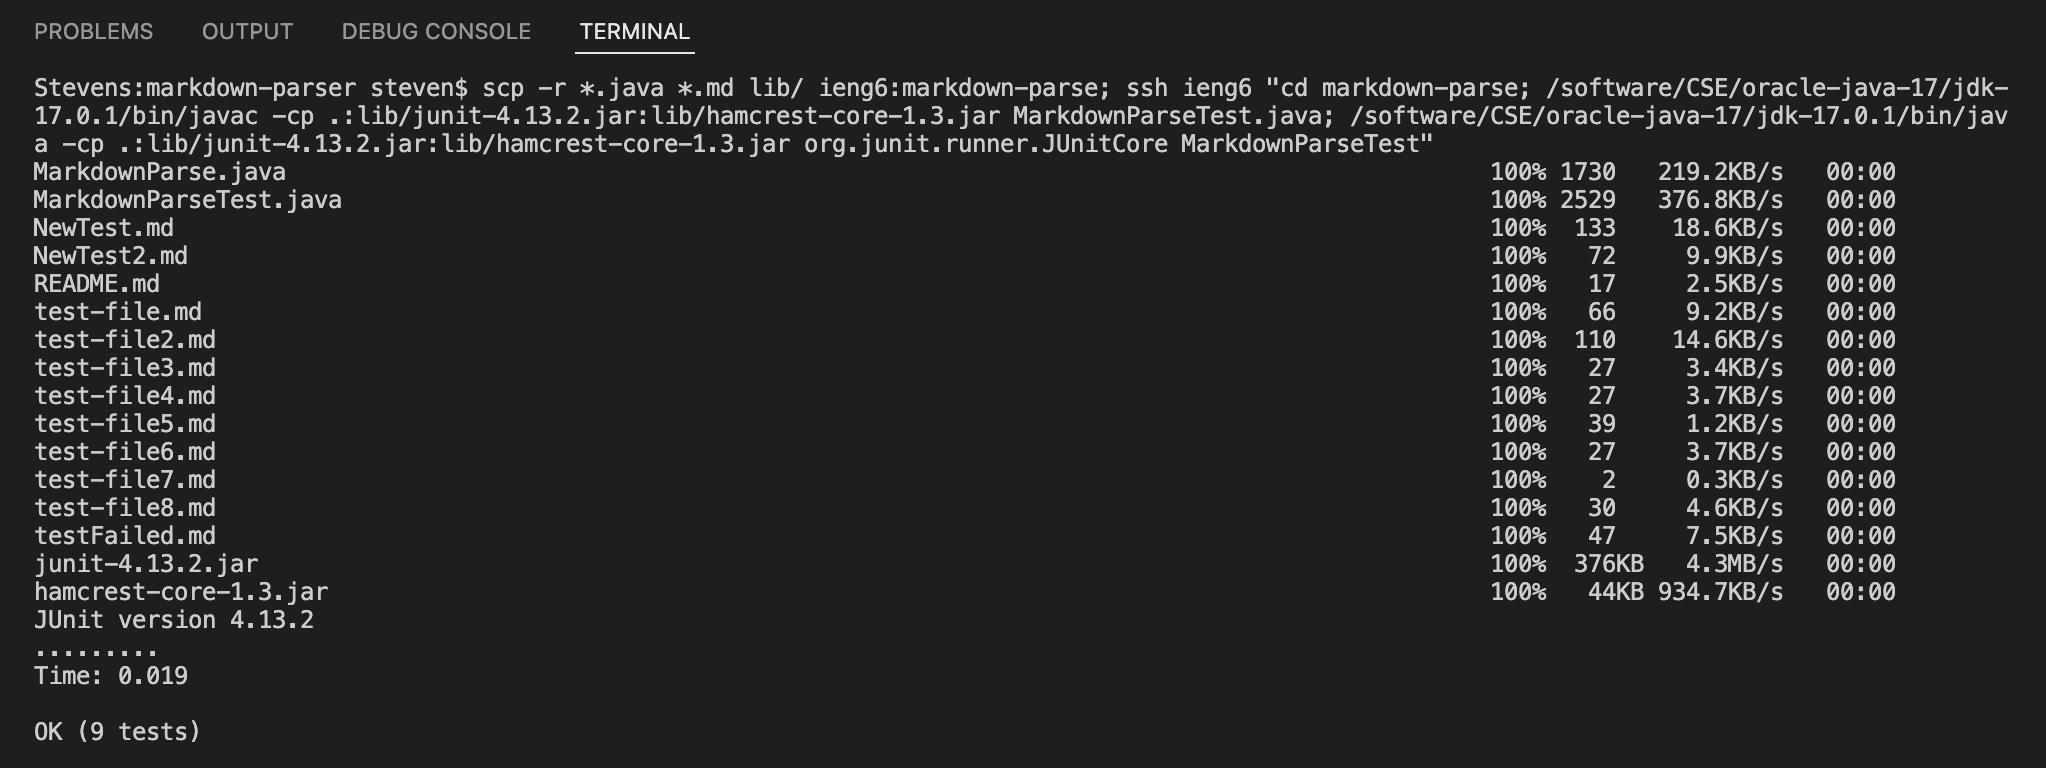 PROBLEMS OUTPUT DEBUG CONSOLE TERMINAL
Stevens:markdown-parser steven$ scp -r *.java *.md lib/ ieng6:markdown-parse; ssh ieng6 "cd markdown-parse; /software/CSE/oracle-java-17/jdk-
17.0.1/bin/javac -cp .:lib/junit-4.13.2.jar:lib/hamcrest-core-1.3.jar MarkdownParseTest.java; /software/CSE/oracle-java-17/jdk-17.0.1/bin/jav
a -cp .:lib/junit-4.13.2.jar:lib/hamcrest-core-1.3.jar org.junit.runner.JUnitCore MarkdownParseTest"
MarkdownParse.java 100% 1730 219.2KB/s 00:00
MarkdownParseTest.java 100% 2529 376.8KB/s 00:00
NewTest.md 100% 133 18.6KB/s 00:00
NewTest2.md 100% 72 9.9KB/s 00:00
README.md 100% 17 2.5KB/s 00:00
test-file.md 100% 66 9.2KB/s 00:00
test-file2.md 100% 110 14.6KB/s 00:00
test-file3.md 100% 27 3.4KB/s 00:00
test-file4.md 100% 27 3.7KB/s 00:00
test-file5.md 100% 39 1.2KB/s 00:00
test-file6.md 100% 27 3.7KB/s 00:00
test-file7.md 100% 2 0.3KB/s 00:00
test-file8.md 100% 30 4.6KB/s 00:00
testFailed.md 100% 47 7.5KB/s 00:00
junit-4.13.2.jar 100% 376KB 4.3MB/s 00:00
hamcrest-core-1.3.jar 100% 44KB 934.7KB/s 00:00
JUnit version 4.13.2
.........
Time: 0.019
OK (9 tests)